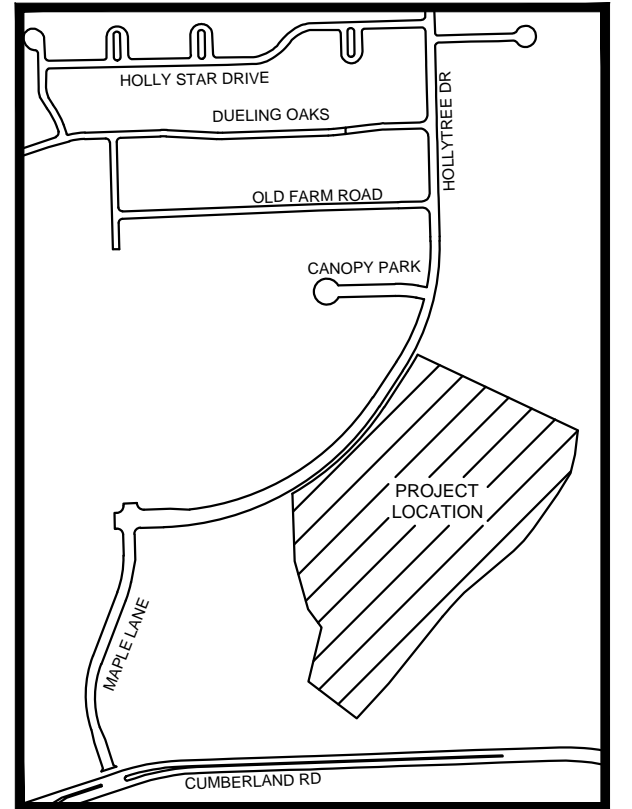 HOLLY STAR DRIVE
DUELING OAKS
HOLLYTREE DR
OLD FARM ROAD
CANOPY PARK
PROJECT
LOCATION
MAPLE LANE
CUMBERLAND RD